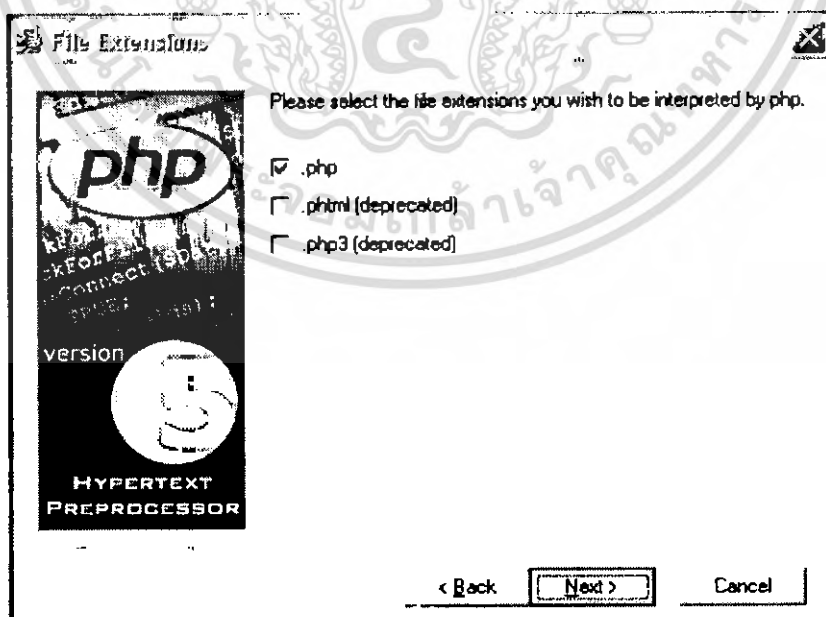 File Extensions
Please select the file extensions you wish to be interpreted by php.
php
.php
.phtml (deprecated)
.php3 (deprecated)
version
5
HYPERTEXT
PREPROCESSOR
< Back
Next >
Cancel